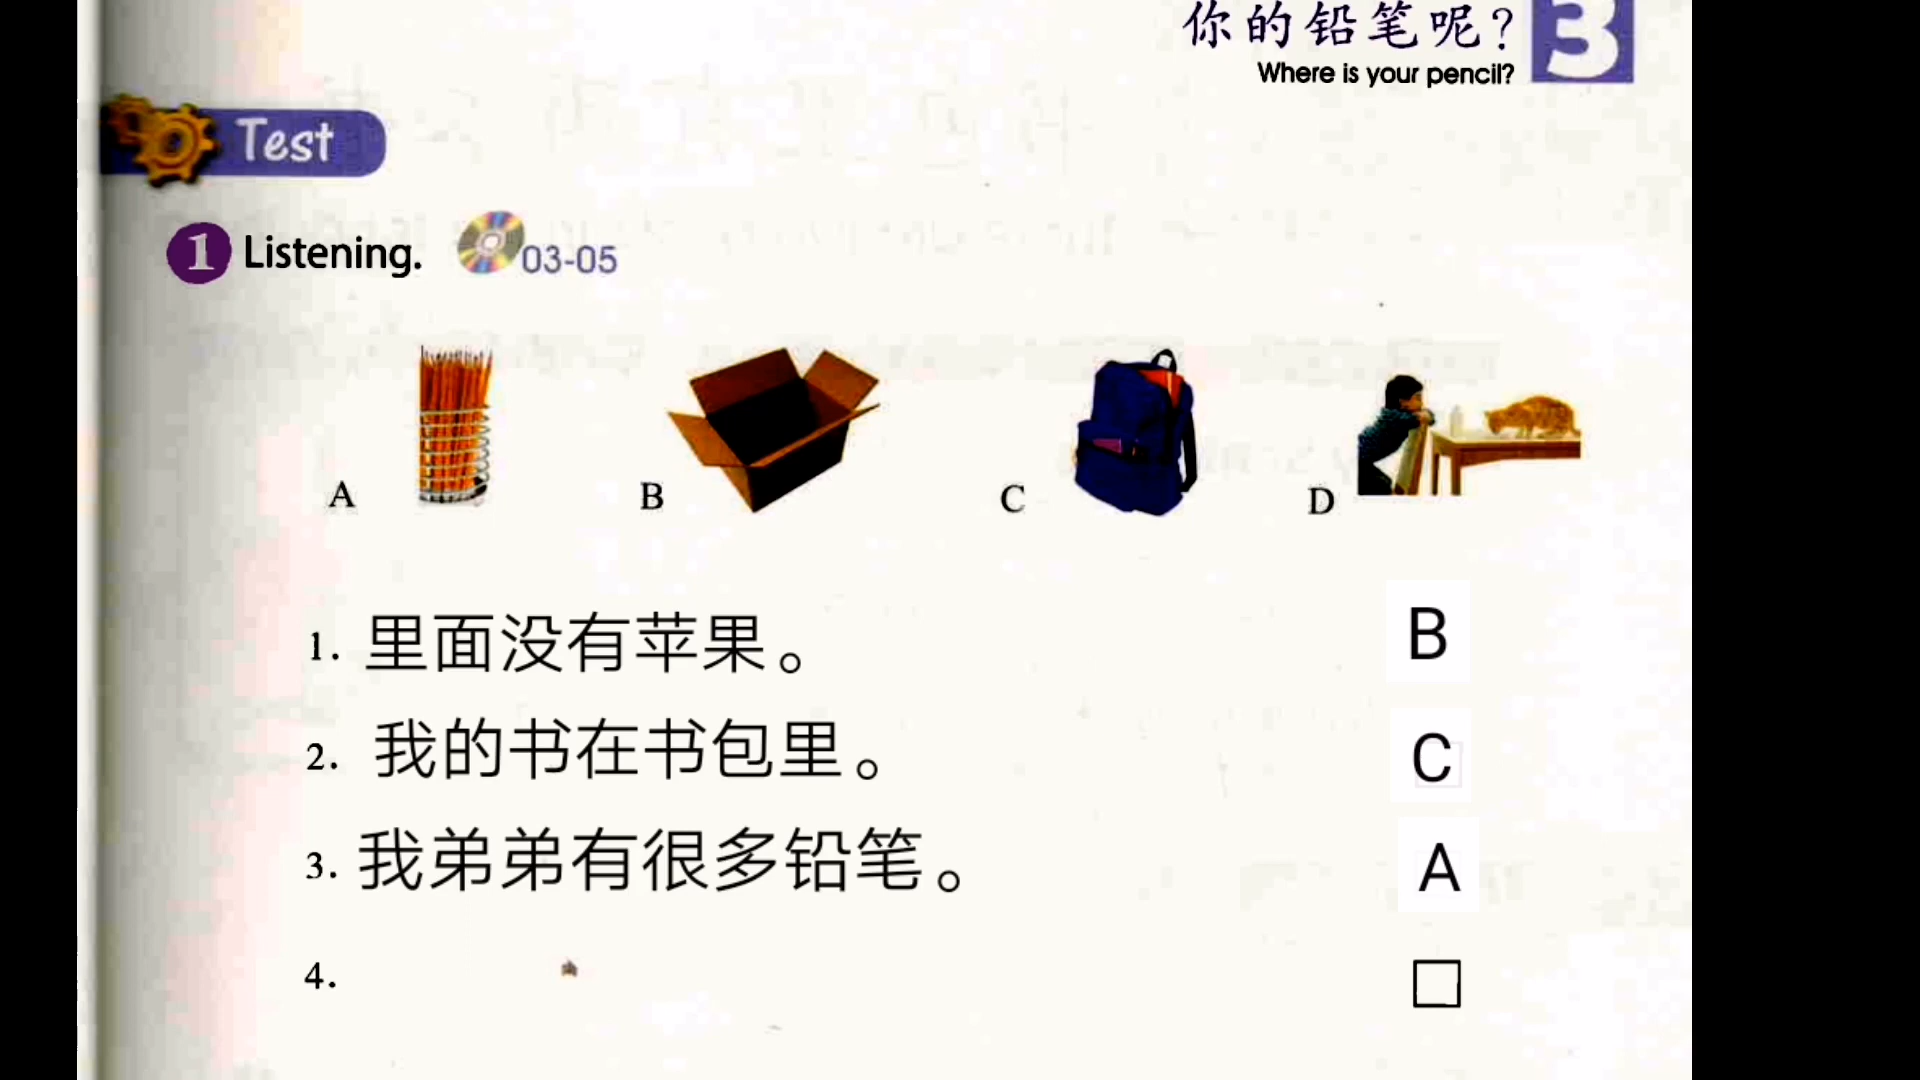 你的铅笔呢？ 3
Where is your pencil?
Test
1 Listening. 03-05
A B C D
1. 里面没有苹果。 B
2. 我的书在书包里。 C
3. 我弟弟有很多铅笔。 A
4.